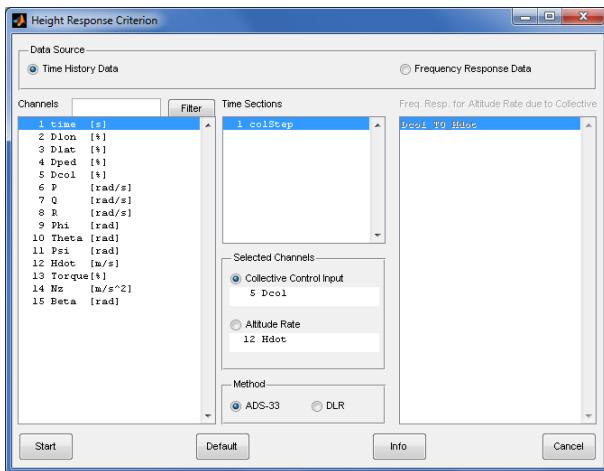 Height Response Criterion
Data Source
Time History Data
Frequency Response Data
Channels
Filter
Time Sections
Freq. Resp. for Altitude Rate due to Collective
1 time [s]
2 Dlon [%]
3 Dlat [%]
4 Dped [%]
5 Dcol [%]
6 P [rad/s]
7 Q [rad/s]
8 R [rad/s]
9 Phi [rad]
10 Theta [rad]
11 Psi [rad]
12 Hdot [m/s]
13 Torque[%]
14 Nz [m/s^2]
15 Beta [rad]
1 colStep
Dcol TO Hdot
Selected Channels
Collective Control Input
5 Dcol
Altitude Rate
12 Hdot
Method
ADS-33
DLR
Start
Default
Info
Cancel